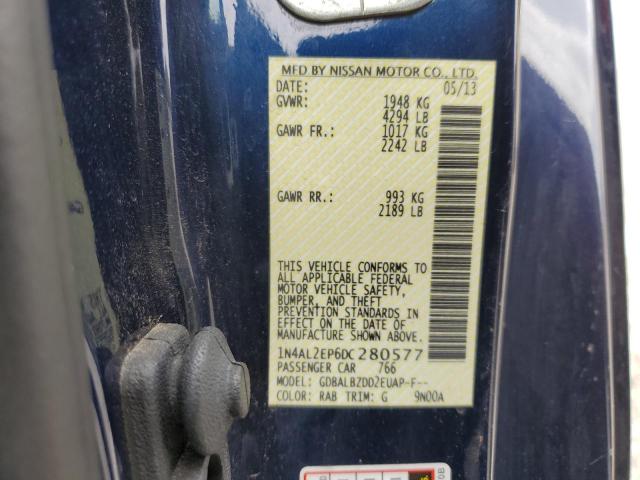 MFD BY NISSAN MOTOR CO., LTD.
DATE: 05/13
GVWR: 1948 KG
4294 LB
GAWR FR.: 1017 KG
2242 LB
GAWR RR.: 993 KG
2189 LB
THIS VEHICLE CONFORMS TO
ALL APPLICABLE FEDERAL
MOTOR VEHICLE SAFETY,
BUMPER, AND THEFT
PREVENTION STANDARDS IN
EFFECT ON THE DATE OF
MANUFACTURE SHOWN ABOVE.
1N4AL2EP6DC280577
PASSENGER CAR 766
MODEL: GDBALBZDD2EUAP-F--
COLOR: RAB TRIM: G 9N00A